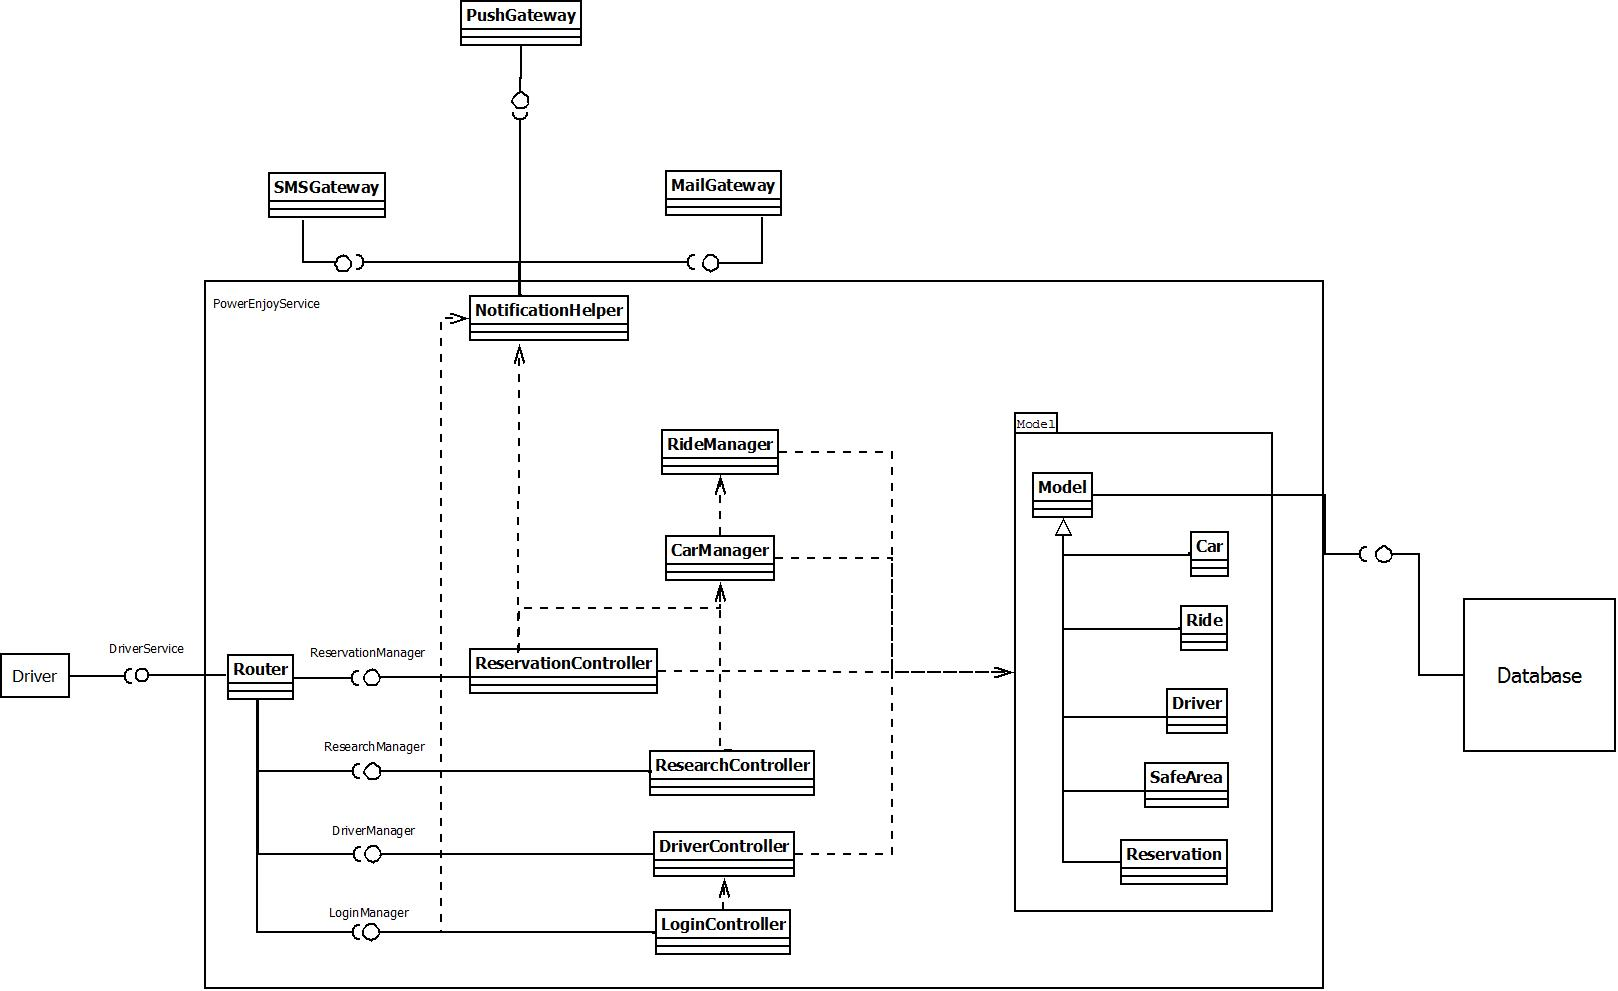 PushGateway
SMSGateway
MailGateway
PowerEnjoyService
NotificationHelper
RideManager
CarManager
Model
Model
Car
Ride
Driver
SafeArea
Reservation
Driver
DriverService
Router
ReservationManager
ReservationController
ResearchManager
ResearchController
DriverManager
DriverController
LoginManager
LoginController
Database